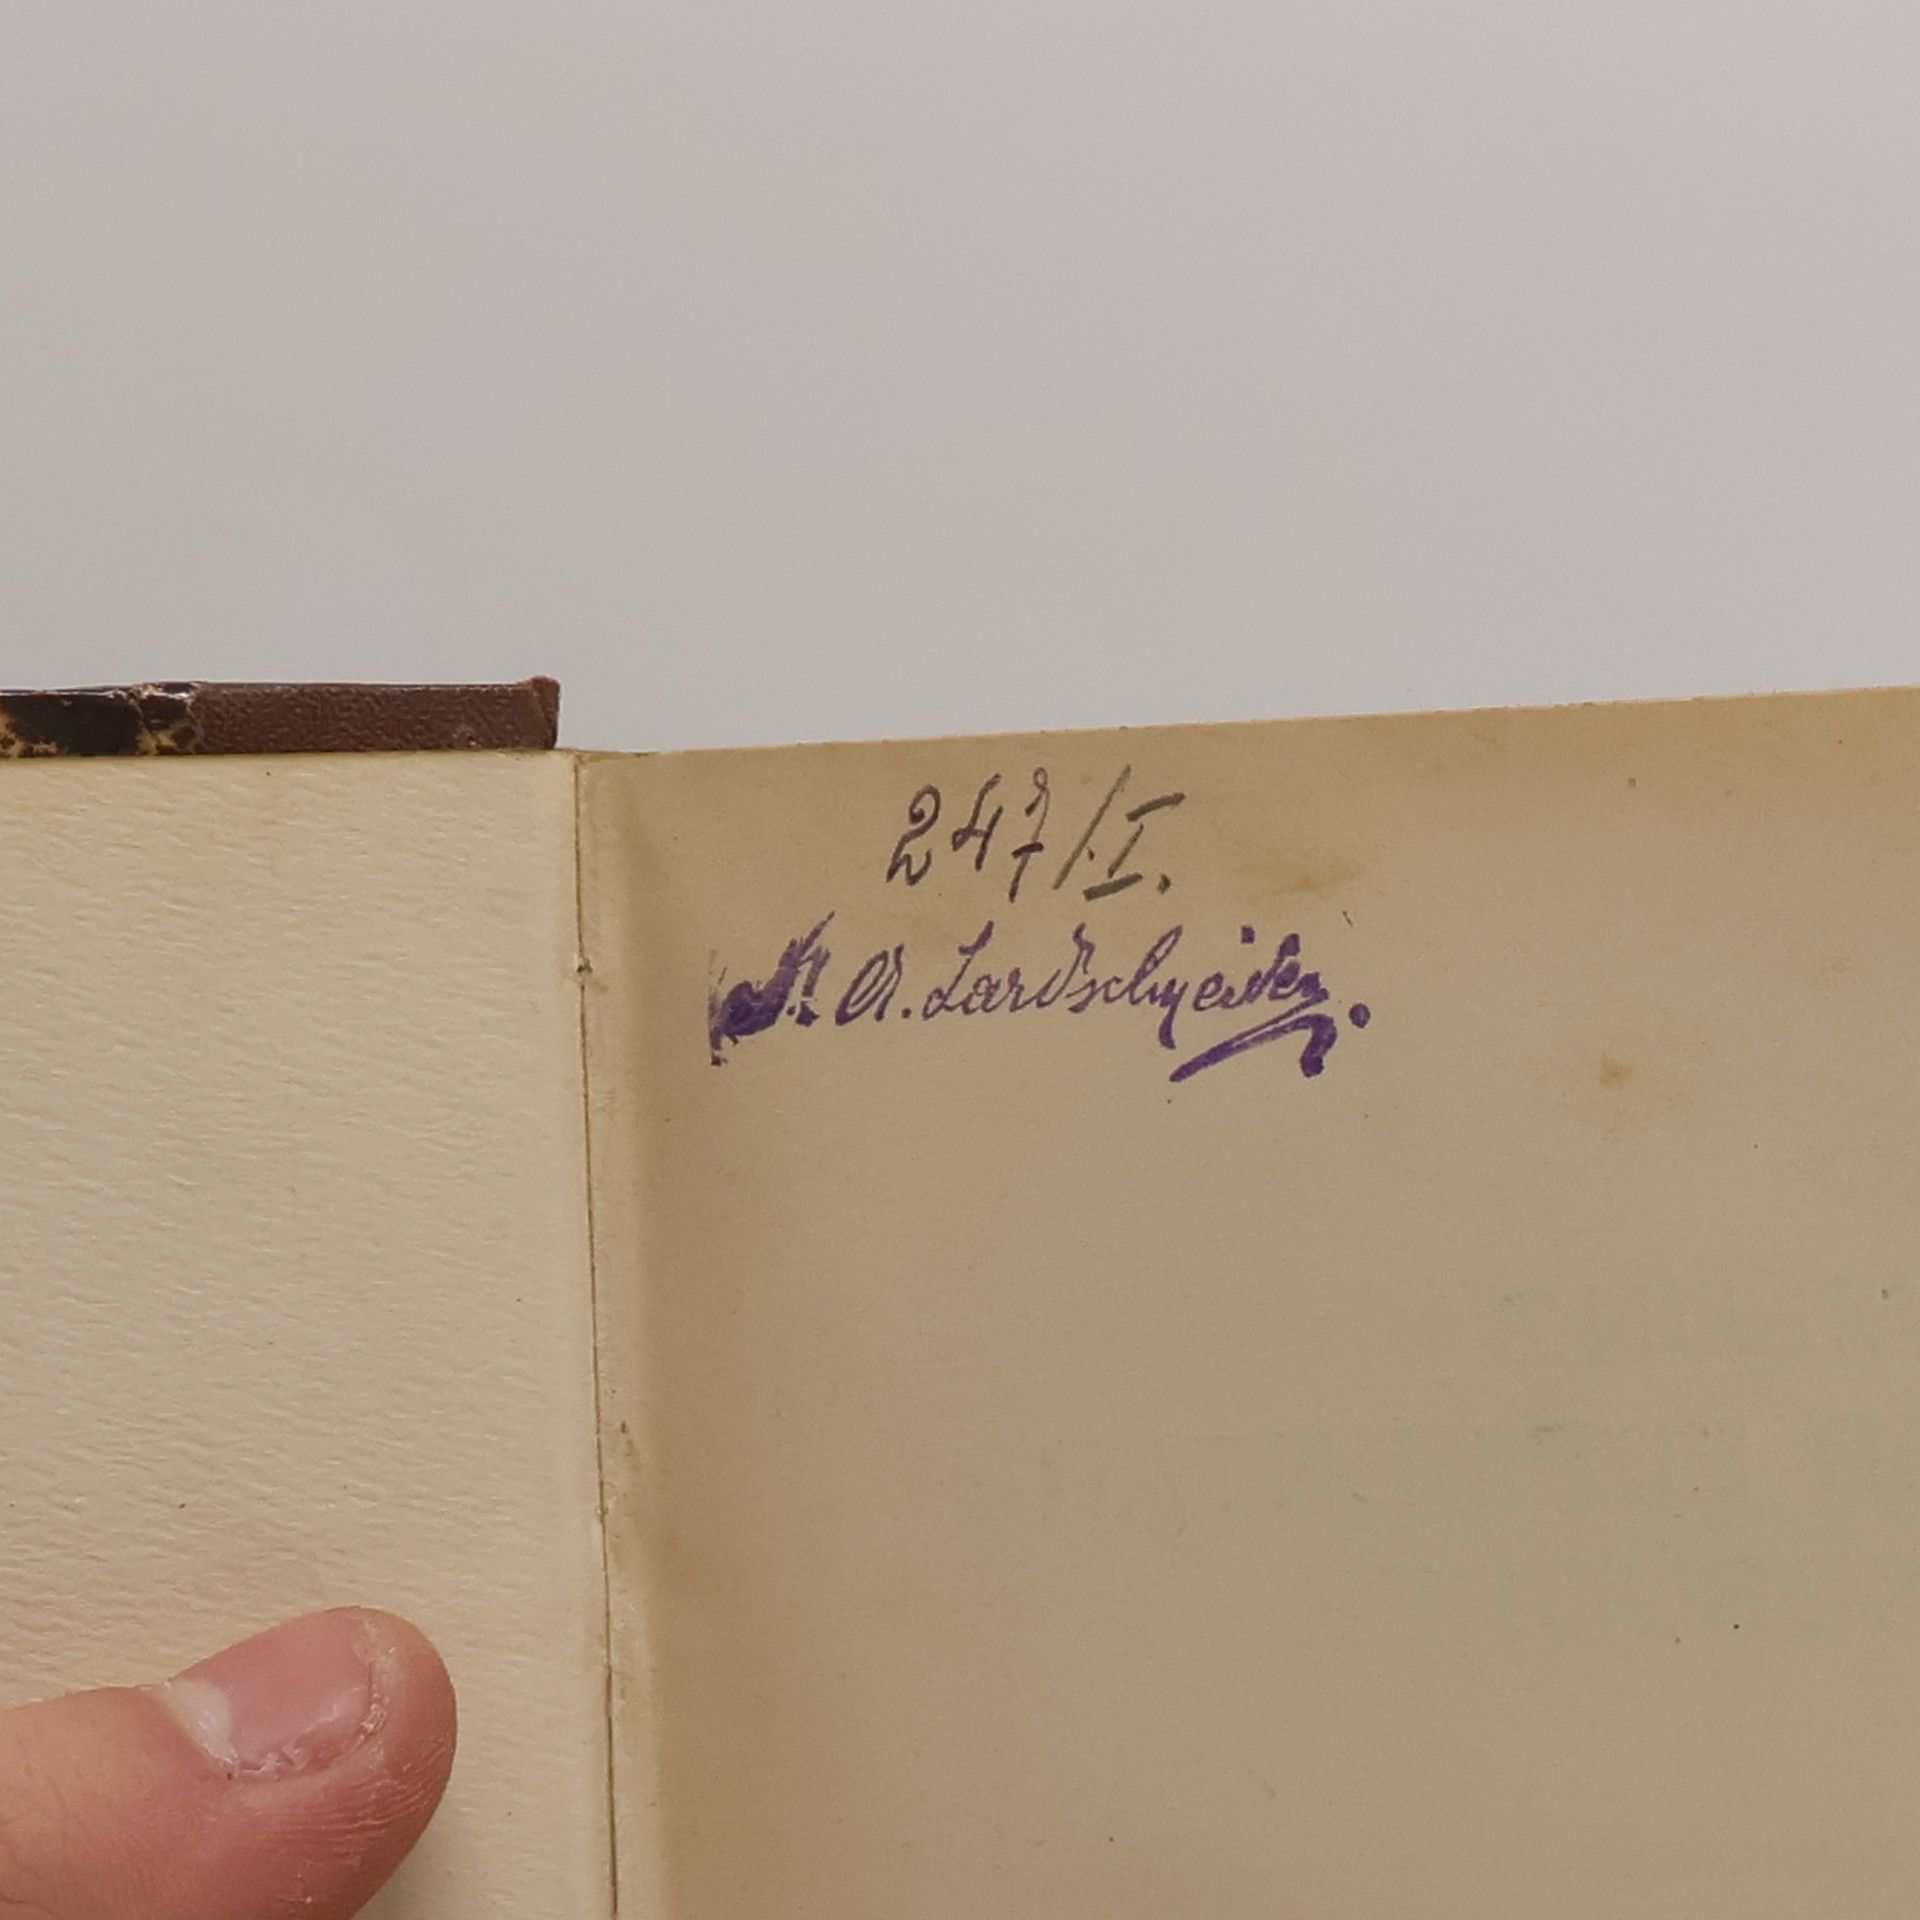 247/I.
A. Lardschneider.